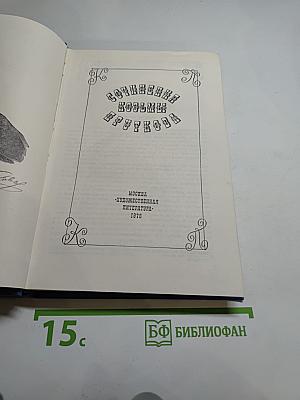 К
П
СОЧИНЕНИЯ
КОЗЬМЫ
ПРУТКОВА
МОСКВА
«ХУДОЖЕСТВЕННАЯ
ЛИТЕРАТУРА»
1976
К
П
15с
БФ БИБЛИОФАН